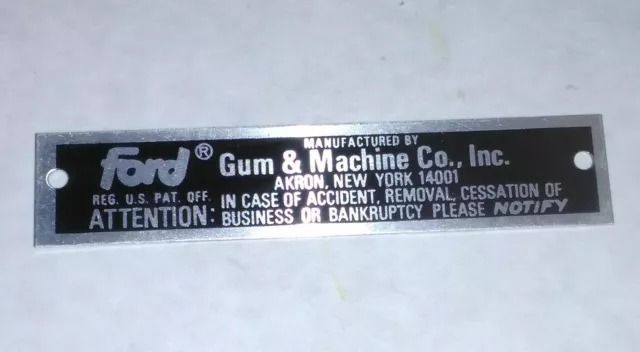 MANUFACTURED BY
Ford® Gum & Machine Co., Inc.
AKRON, NEW YORK 14001
REG. U.S. PAT. OFF. IN CASE OF ACCIDENT, REMOVAL, CESSATION OF
ATTENTION: BUSINESS OR BANKRUPTCY PLEASE NOTIFY